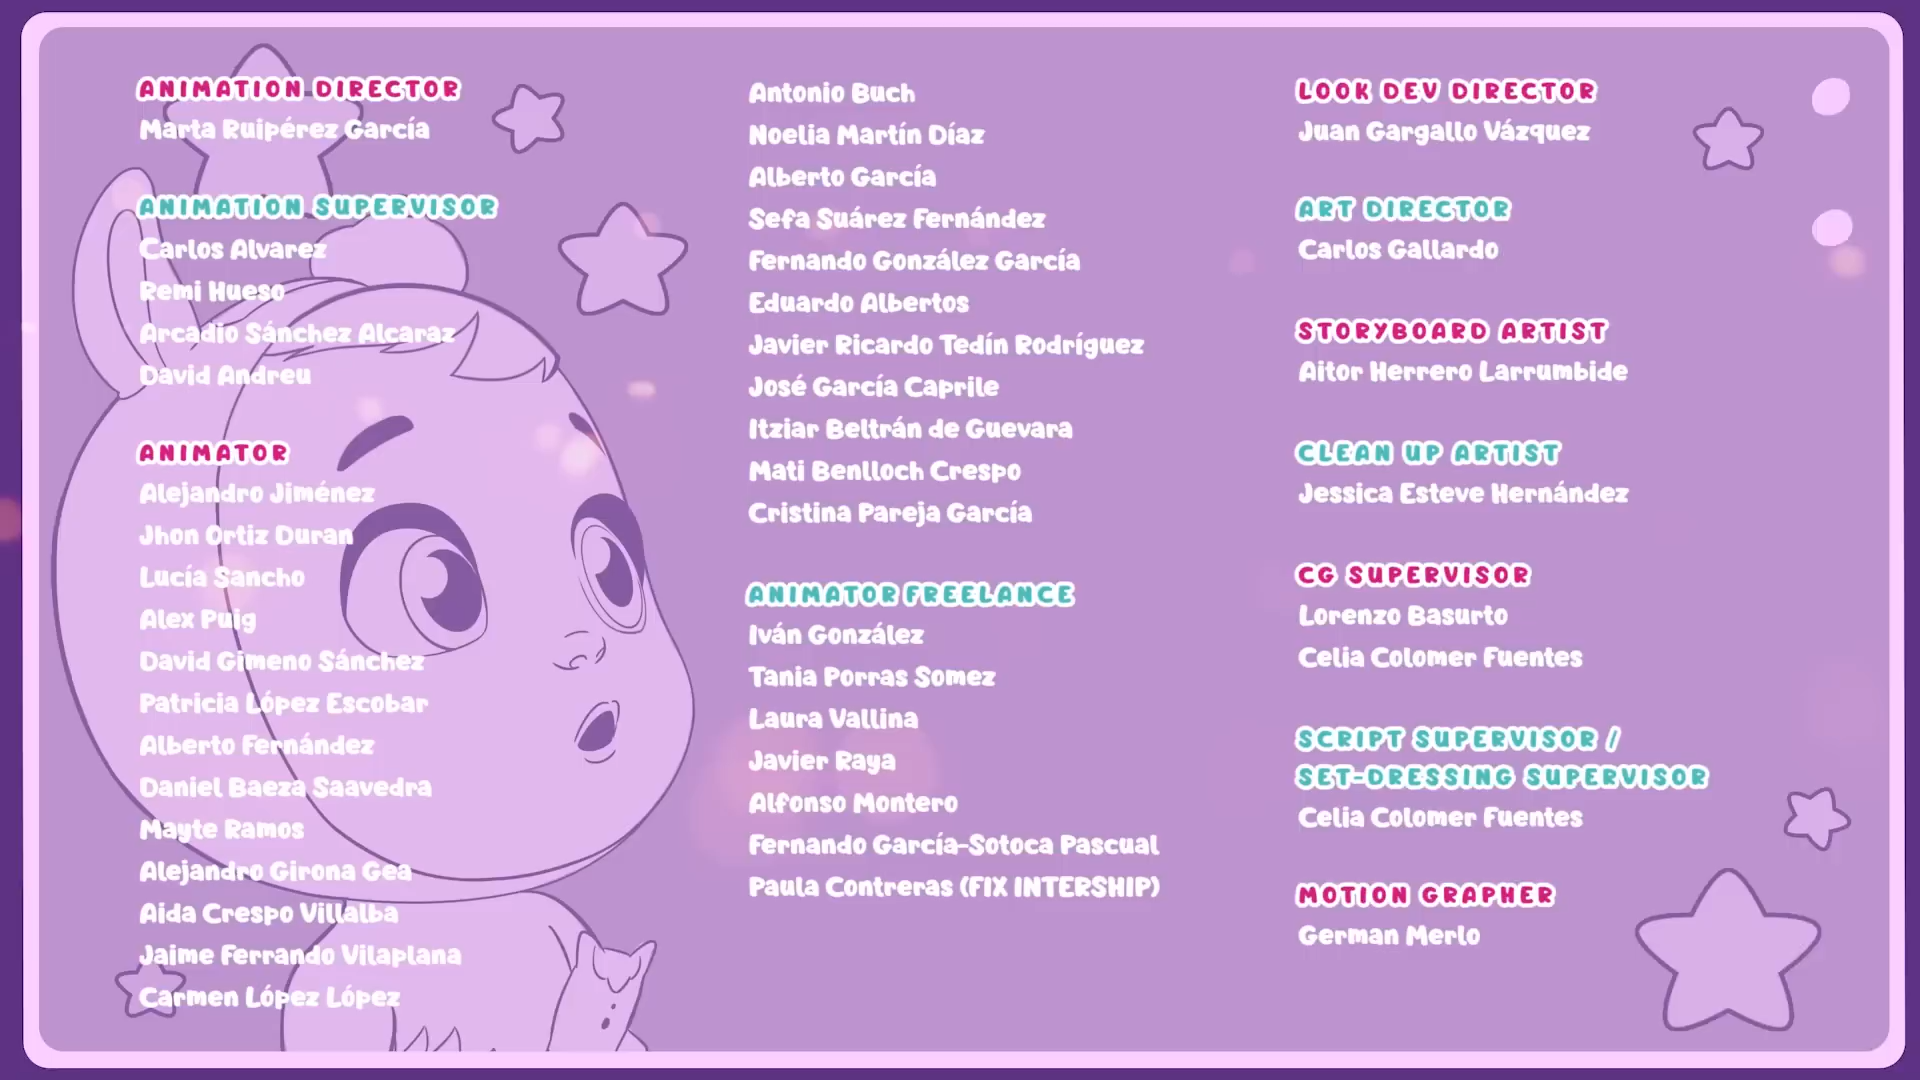 ANIMATION DIRECTOR
Marta Ruipérez García
ANIMATION SUPERVISOR
Carlos Alvarez
Remi Hueso
Arcadio Sánchez Alcaraz
David Andreu
ANIMATOR
Alejandro Jiménez
Jhon Ortiz Duran
Lucía Sancho
Alex Puig
David Gimeno Sánchez
Patricia López Escobar
Alberto Fernández
Daniel Baeza Saavedra
Mayte Ramos
Alejandro Girona Gea
Aida Crespo Villalba
Jaime Ferrando Vilaplana
Carmen López López
Antonio Buch
Noelia Martín Díaz
Alberto García
Sefa Suárez Fernández
Fernando González García
Eduardo Albertos
Javier Ricardo Tedín Rodríguez
José García Caprile
Itziar Beltrán de Guevara
Mati Benlloch Crespo
Cristina Pareja García
ANIMATOR FREELANCE
Iván González
Tania Porras Somez
Laura Vallina
Javier Raya
Alfonso Montero
Fernando García-Sotoca Pascual
Paula Contreras (FIX INTERSHIP)
LOOK DEV DIRECTOR
Juan Gargallo Vázquez
ART DIRECTOR
Carlos Gallardo
STORYBOARD ARTIST
Aitor Herrero Larrumbide
CLEAN UP ARTIST
Jessica Esteve Hernández
CG SUPERVISOR
Lorenzo Basurto
Celia Colomer Fuentes
SCRIPT SUPERVISOR /
SET-DRESSING SUPERVISOR
Celia Colomer Fuentes
MOTION GRAPHER
German Merlo